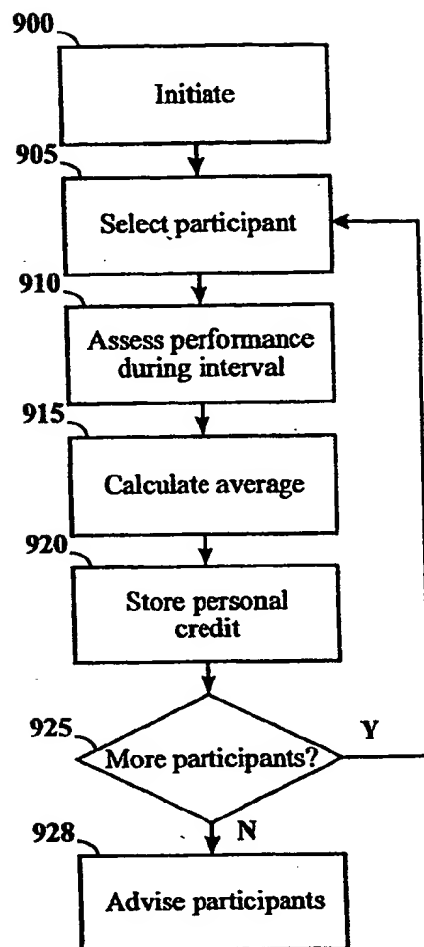 900
Initiate
905
Select participant
910
Assess performance
during interval
915
Calculate average
920
Store personal
credit
925
More participants?
Y
N
928
Advise participants